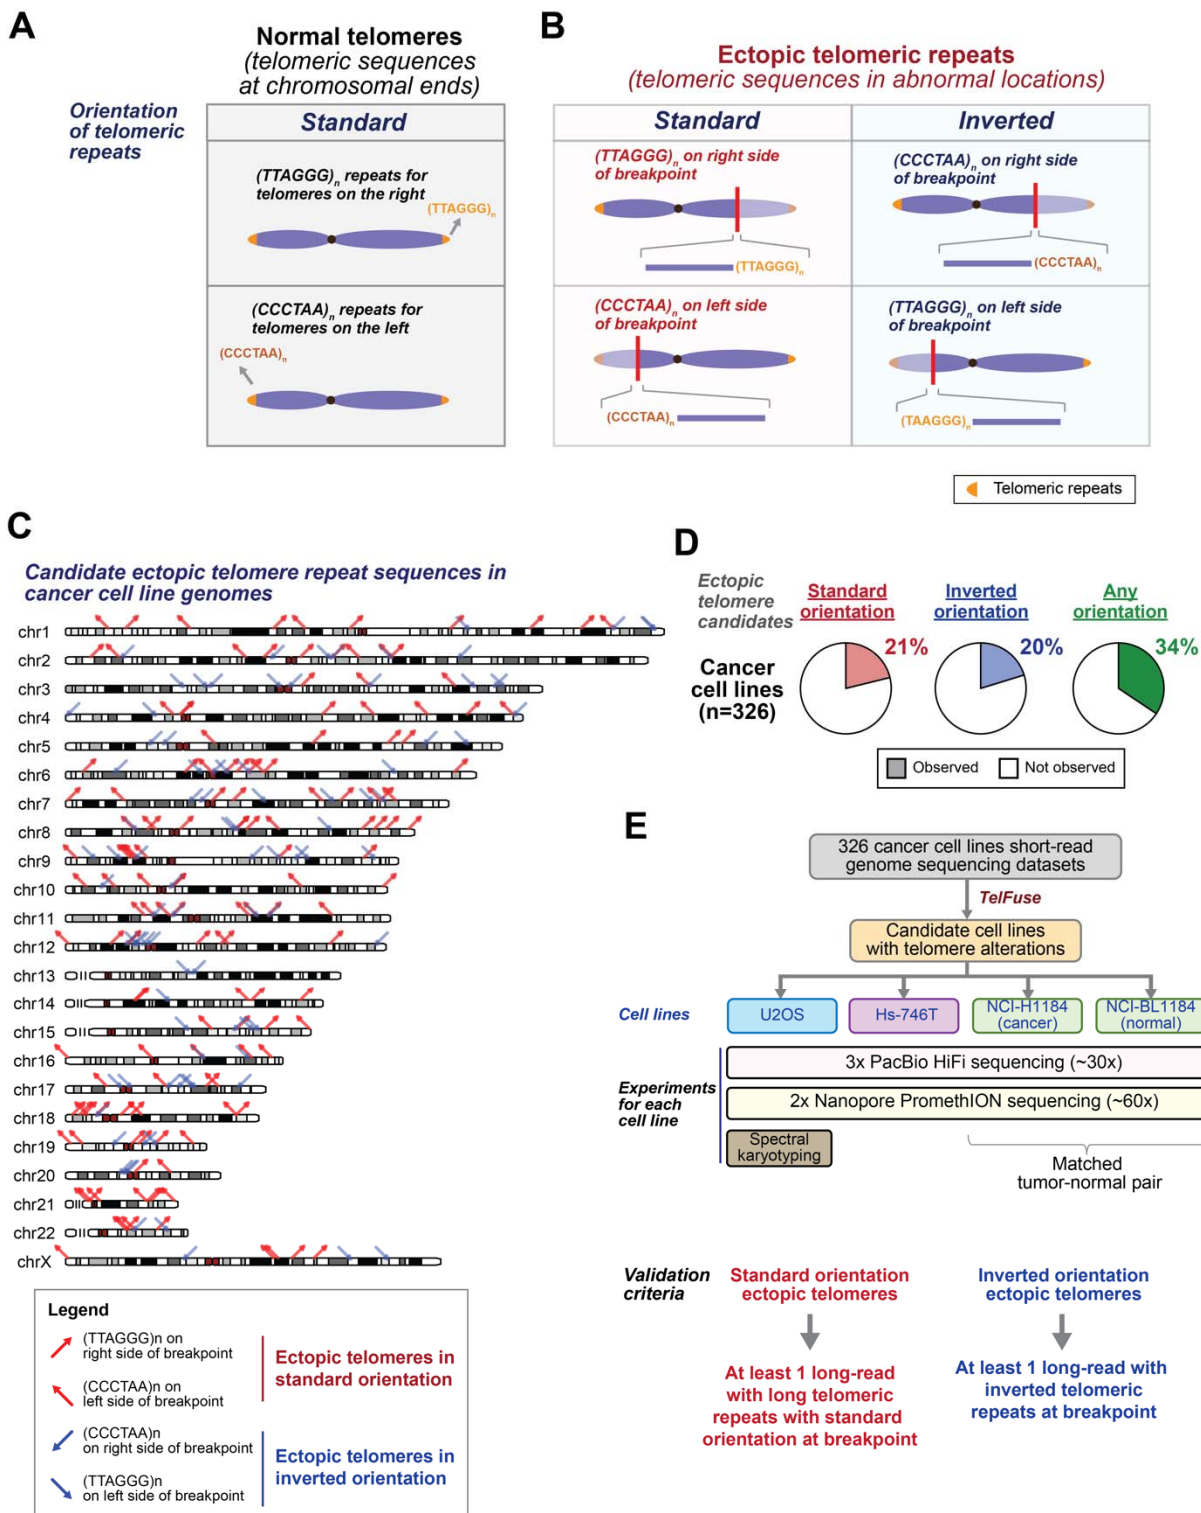 A
Normal telomeres
(telomeric sequences
at chromosomal ends)
Orientation
of telomeric
repeats
Standard
(TTAGGG)n repeats for
telomeres on the right
(TTAGGG)n
(CCCTAA)n repeats for
telomeres on the left
(CCCTAA)n
B
Ectopic telomeric repeats
(telomeric sequences in abnormal locations)
Standard
Inverted
(TTAGGG)n on right side
of breakpoint
(TTAGGG)n
(CCCTAA)n on right side
of breakpoint
(CCCTAA)n
(CCCTAA)n on left side
of breakpoint
(CCCTAA)n
(TTAGGG)n on left side
of breakpoint
(TAAGGG)n
Telomeric repeats
C
Candidate ectopic telomere repeat sequences in
cancer cell line genomes
chr1
chr2
chr3
chr4
chr5
chr6
chr7
chr8
chr9
chr10
chr11
chr12
chr13
chr14
chr15
chr16
chr17
chr18
chr19
chr20
chr21
chr22
chrX
Legend
(TTAGGG)n on
right side of breakpoint
(CCCTAA)n on
left side of breakpoint
Ectopic telomeres in
standard orientation
(CCCTAA)n
on right side of breakpoint
(TTAGGG)n
on left side of breakpoint
Ectopic telomeres in
inverted orientation
D
Ectopic
telomere
candidates
Standard
orientation
Inverted
orientation
Any
orientation
21%
20%
34%
Cancer
cell lines
(n=326)
Observed
Not observed
E
326 cancer cell lines short-read
genome sequencing datasets
TelFuse
Candidate cell lines
with telomere alterations
Cell lines
U2OS
Hs-746T
NCI-H1184
(cancer)
NCI-BL1184
(normal)
Experiments
for each
cell line
3x PacBio HiFi sequencing (~30x)
2x Nanopore PromethION sequencing (~60x)
Spectral
karyotyping
Matched
tumor-normal pair
Validation
criteria
Standard orientation
ectopic telomeres
Inverted orientation
ectopic telomeres
At least 1 long-read
with long telomeric
repeats with standard
orientation at breakpoint
At least 1 long-read with
inverted telomeric
repeats at breakpoint